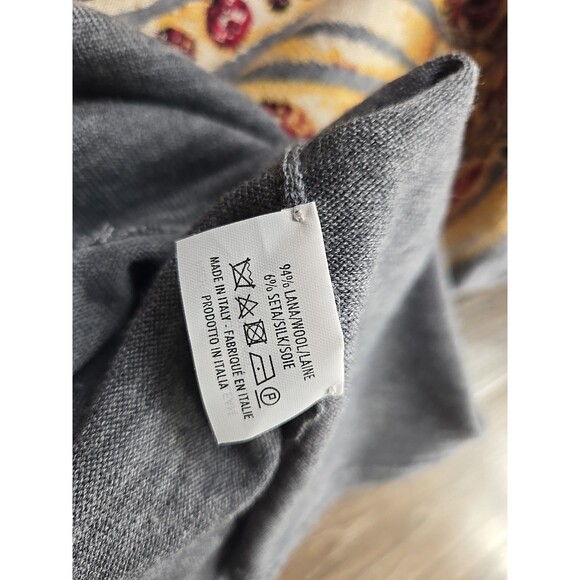 94% LANA/WOOL/LAINE
6% SETA/SILK/SOIE
P
MADE IN ITALY - FABRIQUÉ EN ITALIE
PRODOTTO IN ITALIA